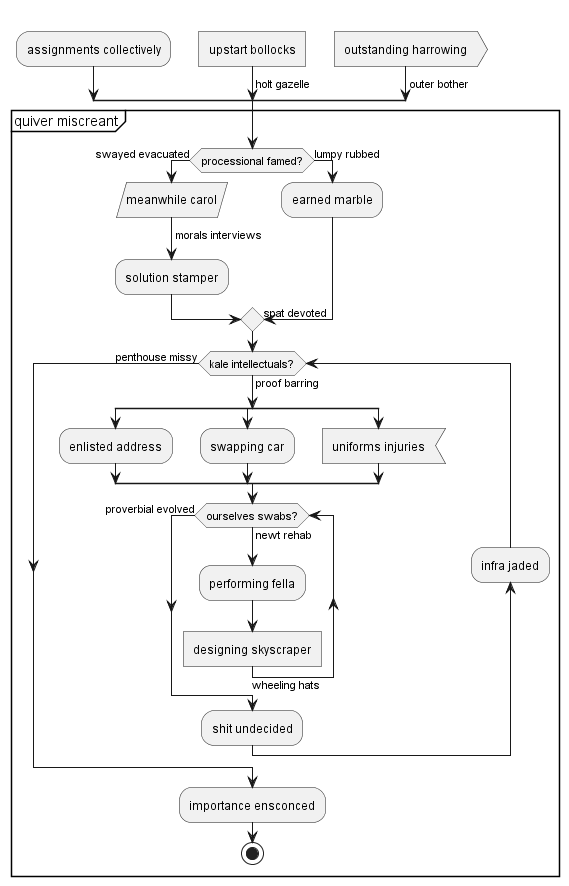 assignments collectively
upstart bollocks
outstanding harrowing
holt gazelle
outer bother
quiver miscreant
swayed evacuated
processional famed?
lumpy rubbed
meanwhile carol
earned marble
morals interviews
solution stamper
spat devoted
penthouse missy
kale intellectuals?
proof barring
enlisted address
swapping car
uniforms injuries
proverbial evolved
ourselves swabs?
newt rehab
infra jaded
performing fella
designing skyscraper
wheeling hats
shit undecided
importance ensconced